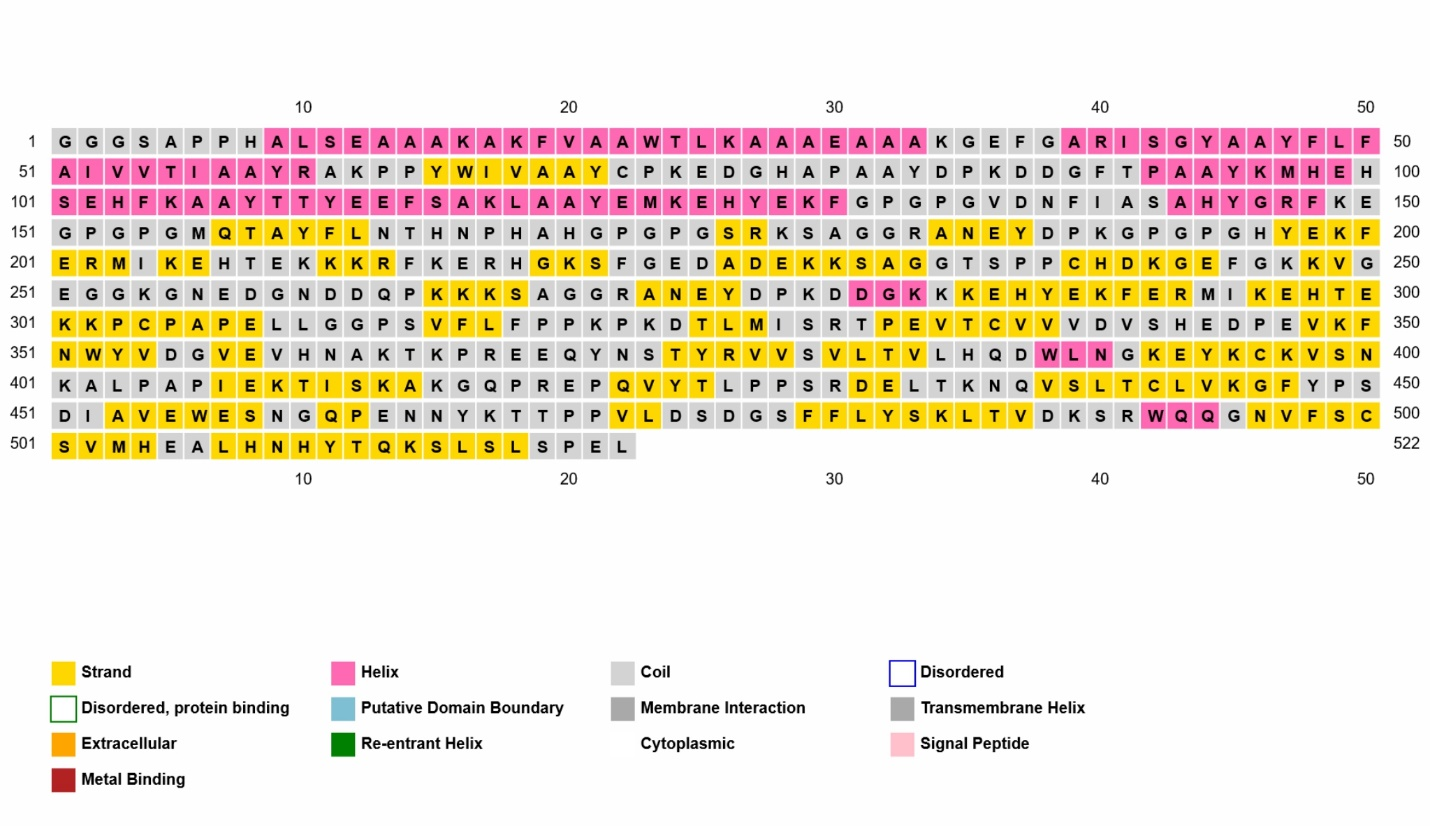 10 20 30 40 50
1 G G G S A P P H A L S E A A A K A K F V A A W T L K A A A E A A A K G E F G A R I S G Y A A Y F L F 50
51 A I V V T I A A Y R A K P P Y W I V A A Y C P K E D G H A P A A Y D P K D D G F T P A A Y K M H E H 100
101 S E H F K A A Y T T Y E E F S A K L A A Y E M K E H Y E K F G P G P G V D N F I A S A H Y G R F K E 150
151 G P G P G M Q T A Y F L N T H N P H A H G P G P G S R K S A G G R A N E Y D P K G P G P G H Y E K F 200
201 E R M I K E H T E K K K R F K E R H G K S F G E D A D E K K S A G G T S P P C H D K G E F G K K V G 250
251 E G G K G N E D G N D D Q P K K K S A G G R A N E Y D P K D D G K K K E H Y E K F E R M I K E H T E 300
301 K K P C P A P E L L G G P S V F L F P P K P K D T L M I S R T P E V T C V V V D V S H E D P E V K F 350
351 N W Y V D G V E V H N A K T K P R E E Q Y N S T Y R V V S V L T V L H Q D W L N G K E Y K C K V S N 400
401 K A L P A P I E K T I S K A K G Q P R E P Q V Y T L P P S R D E L T K N Q V S L T C L V K G F Y P S 450
451 D I A V E W E S N G Q P E N N Y K T T P P V L D S D G S F F L Y S K L T V D K S R W Q Q G N V F S C 500
501 S V M H E A L H N H Y T Q K S L S L S P E L 522
10 20 30 40 50
Strand Helix Coil Disordered
Disordered, protein binding Putative Domain Boundary Membrane Interaction Transmembrane Helix
Extracellular Re-entrant Helix Cytoplasmic Signal Peptide
Metal Binding